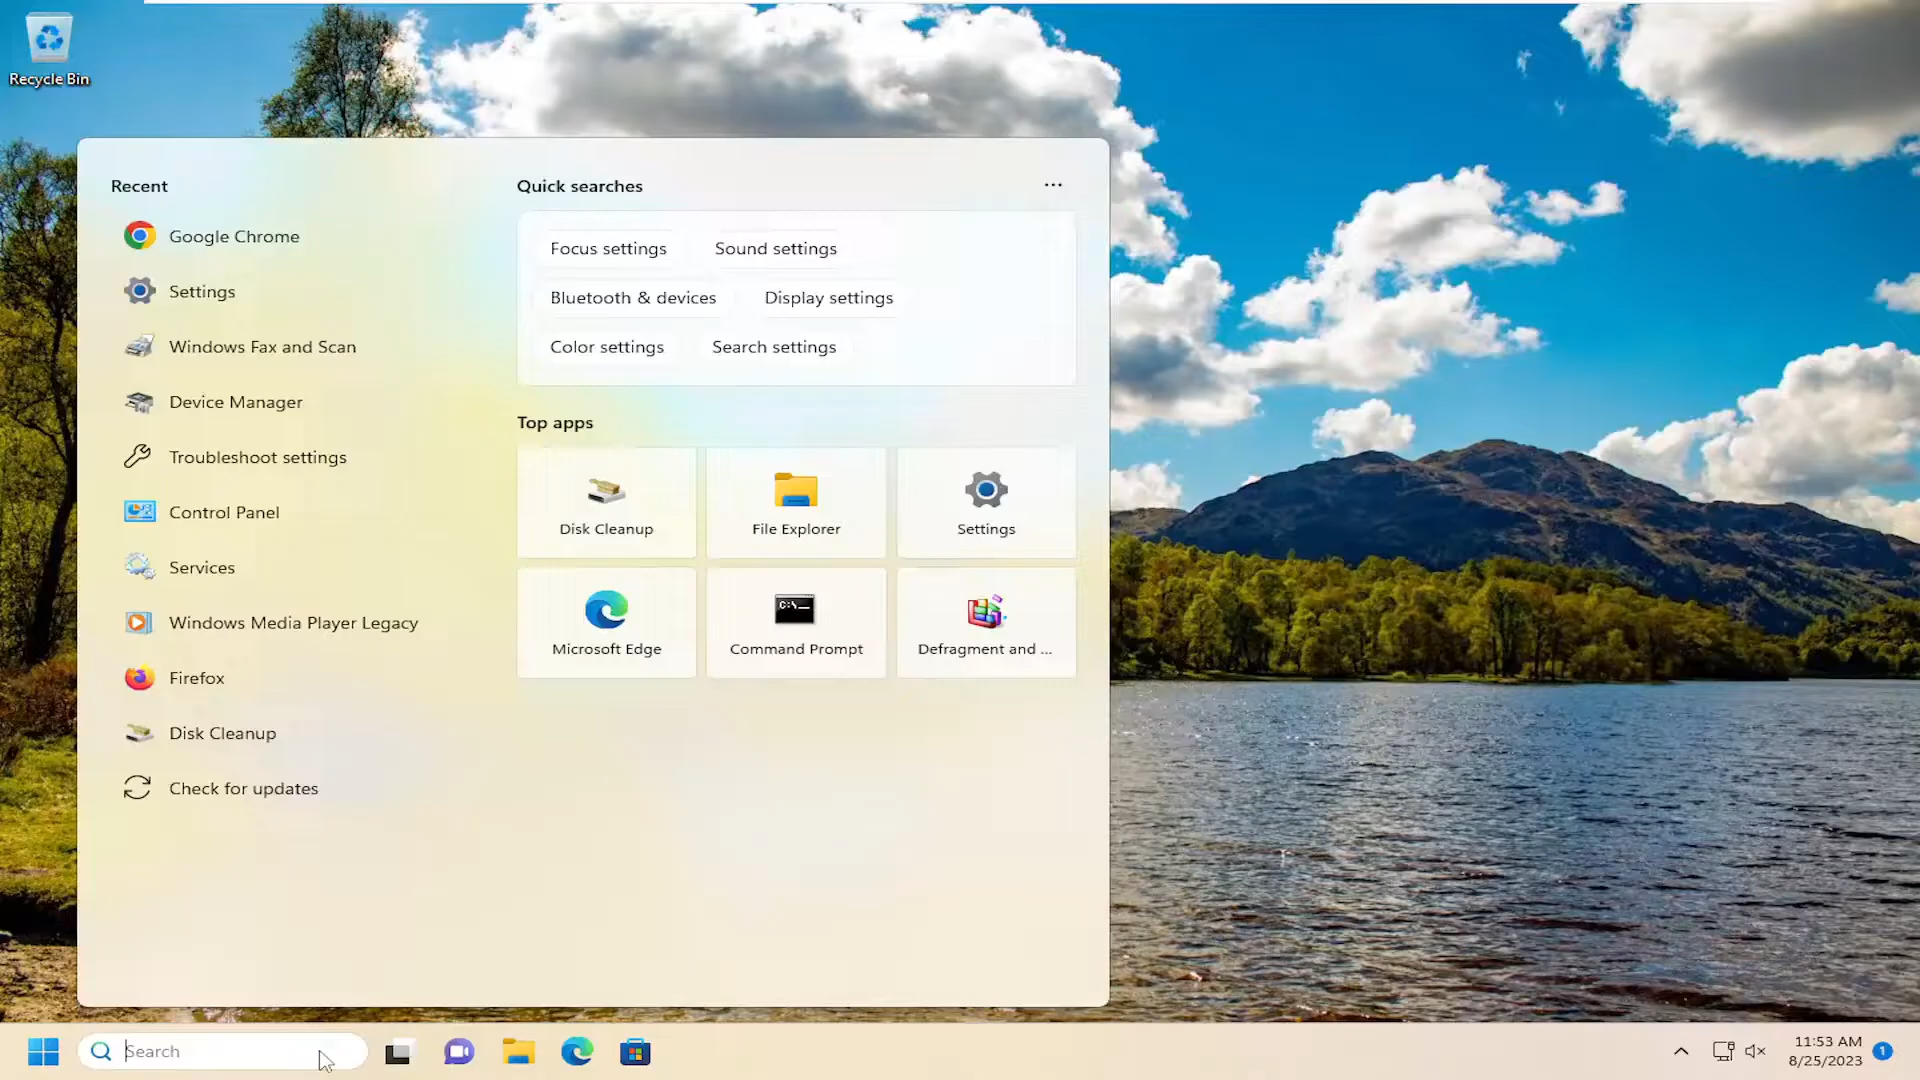 Recycle Bin
Recent
Google Chrome
Settings
Windows Fax and Scan
Device Manager
Troubleshoot settings
Control Panel
Services
Windows Media Player Legacy
Firefox
Disk Cleanup
Check for updates
Quick searches
Focus settings
Sound settings
Bluetooth & devices
Display settings
Color settings
Search settings
Top apps
Disk Cleanup
File Explorer
Settings
C:\
Microsoft Edge
Command Prompt
Defragment and ...
Search
11:53 AM
8/25/2023
1